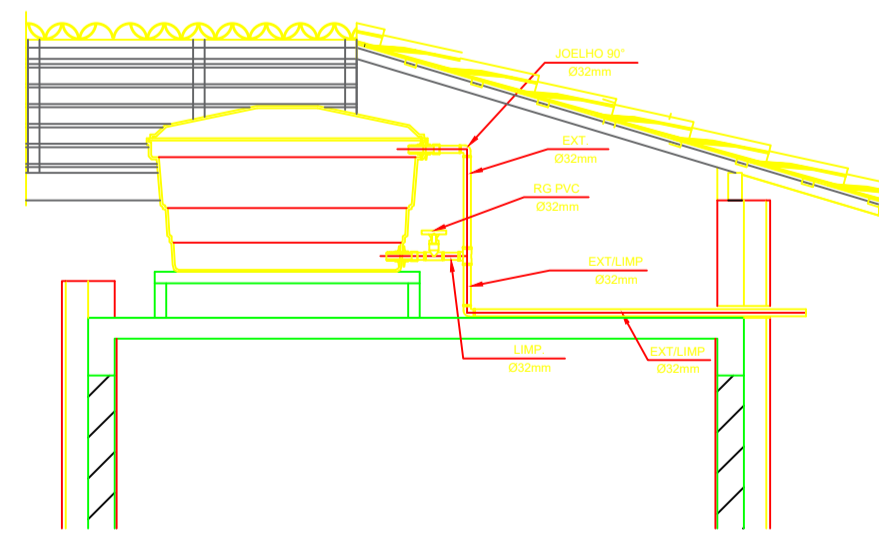 JOELHO 90°
Ø32mm
EXT.
Ø32mm
RG PVC
Ø32mm
EXT/LIMP.
Ø32mm
LIMP.
Ø32mm
EXT/LIMP.
Ø32mm